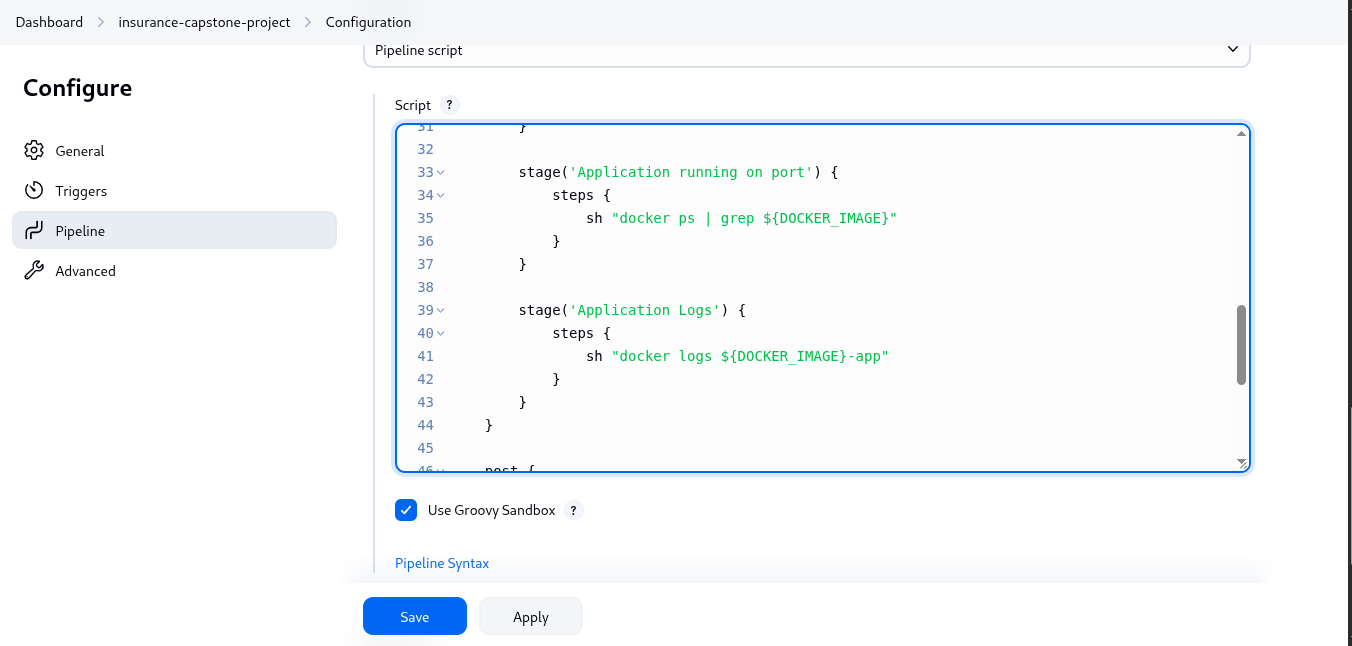 Dashboard > insurance-capstone-project > Configuration
Configure
General
Triggers
Pipeline
Advanced
Pipeline script
Script ?
31 }
32
33 stage('Application running on port') {
34 steps {
35 sh "docker ps | grep ${DOCKER_IMAGE}"
36 }
37 }
38
39 stage('Application Logs') {
40 steps {
41 sh "docker logs ${DOCKER_IMAGE}-app"
42 }
43 }
44 }
45
46 post {
Use Groovy Sandbox ?
Pipeline Syntax
Save Apply